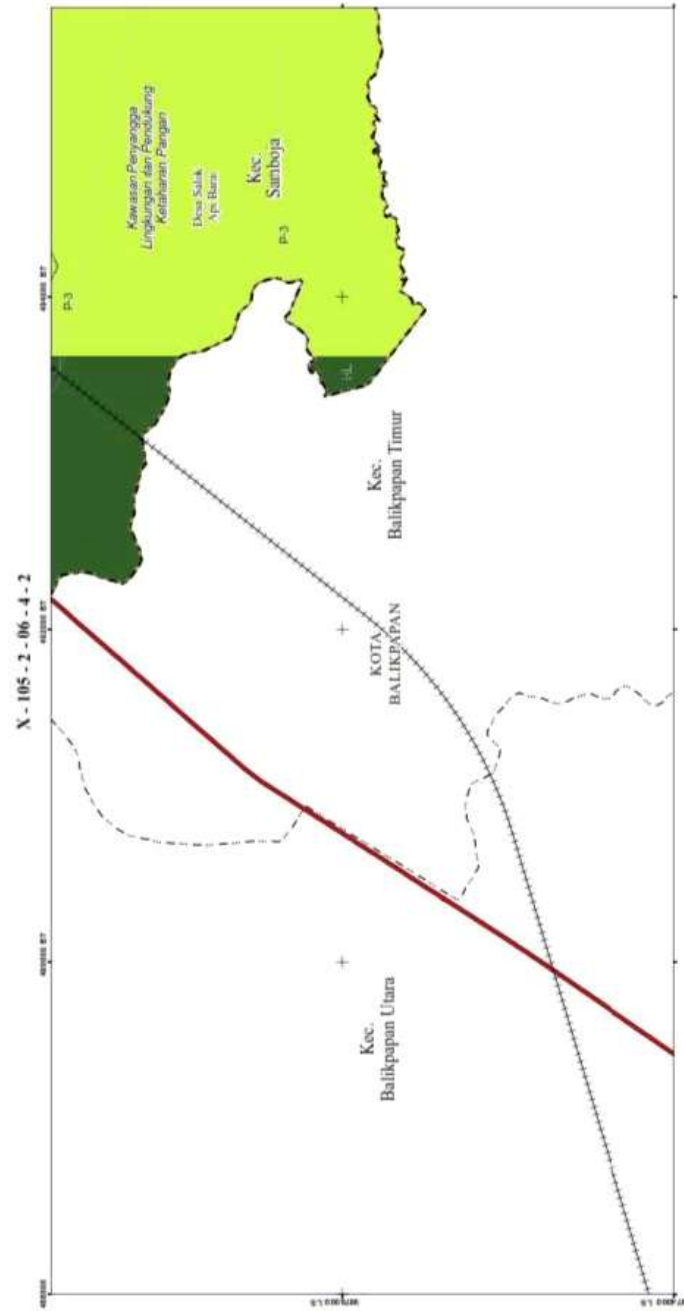 X - 105 - 2 - 06 - 4 - 2
Kawasan Penyangga
Lingkungan dan Pendukung
Ketahanan Pangan
Desa Salok
Api Barat
Kec.
Samboja
P-3
P-3
HL
Kec.
Balikpapan Timur
KOTA
BALIKPAPAN
Kec.
Balikpapan Utara